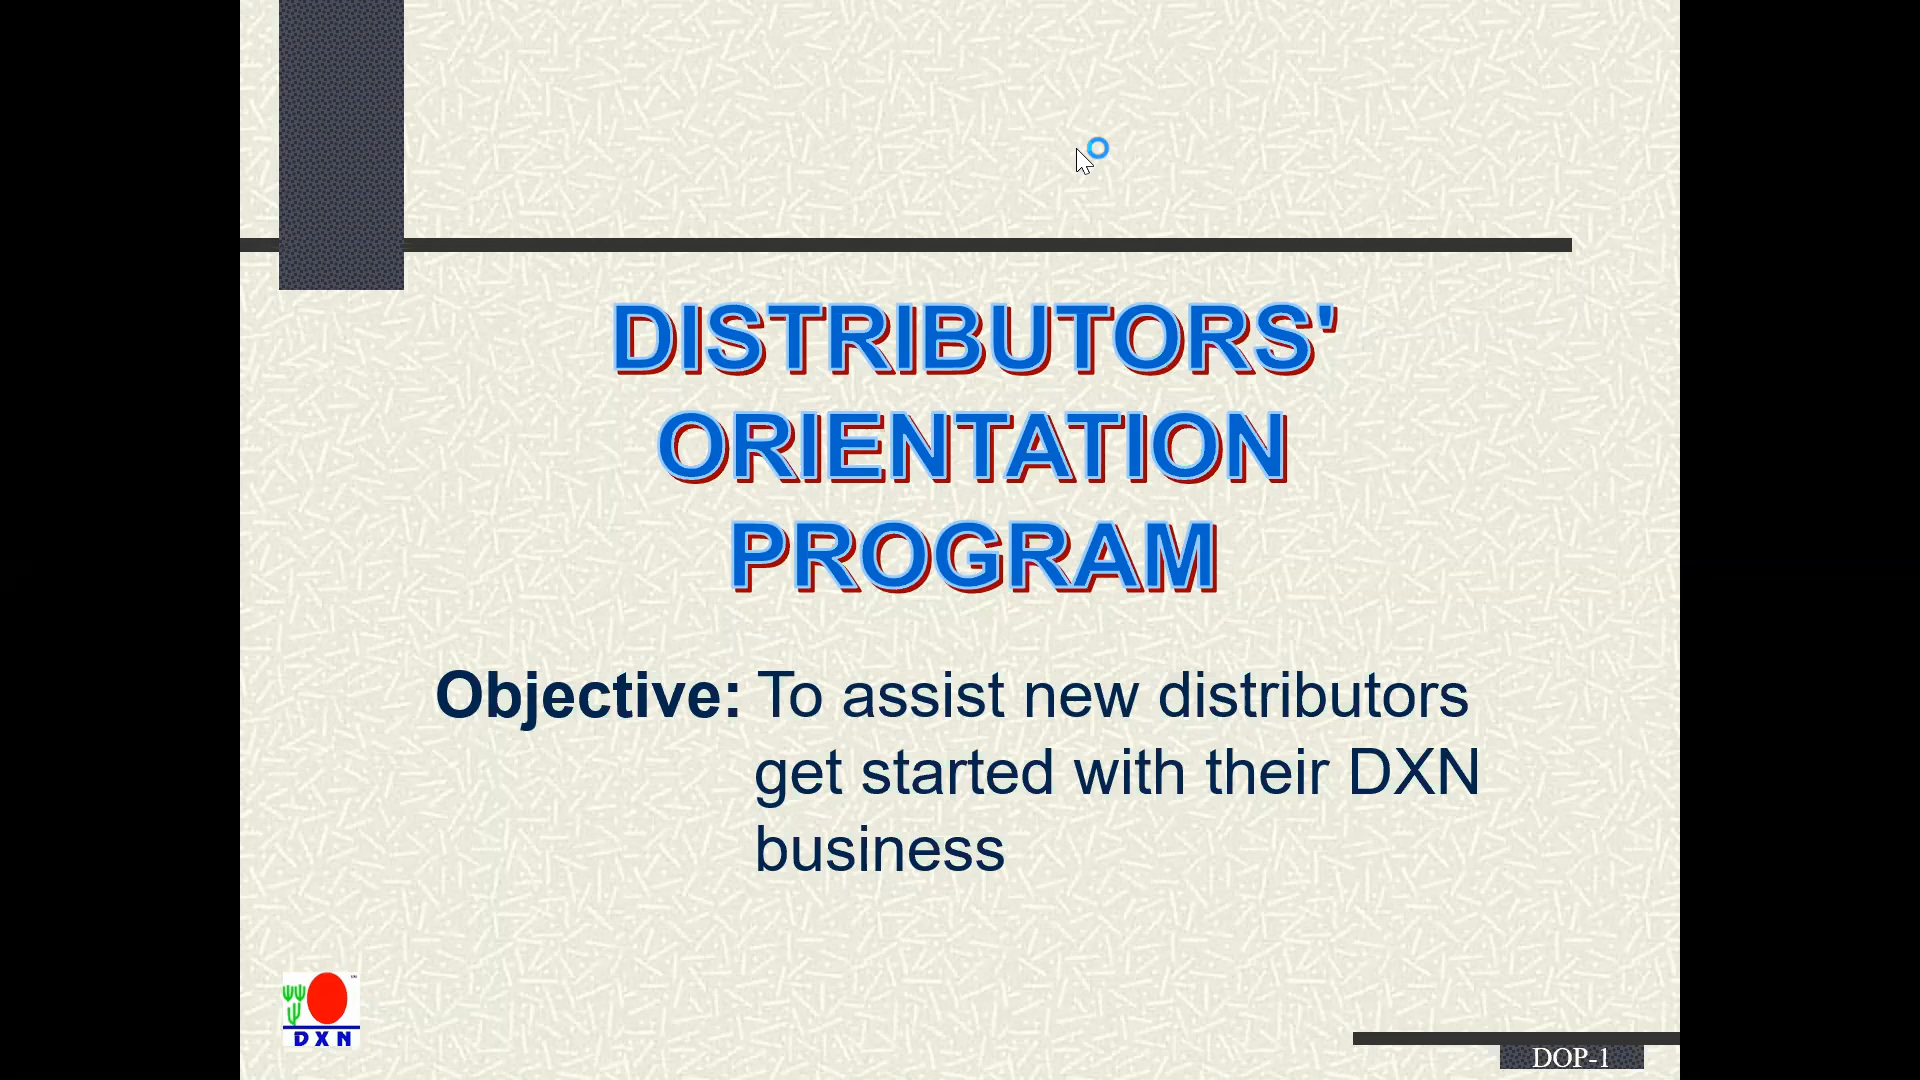 DISTRIBUTORS'
ORIENTATION
PROGRAM
Objective: To assist new distributors
get started with their DXN
business
DXN
DOP-1